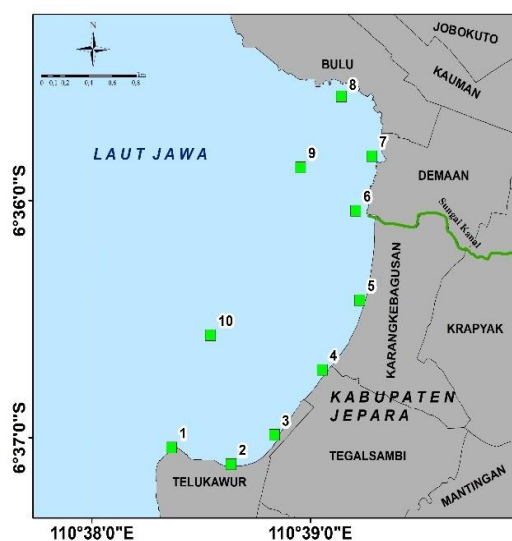 JOBOKUTO
N
BULU
KAUMAN
8
LAUT JAWA
9
7
DEMAAN
6°36'0"S
6
Sungai Kanal
5
KARANGKEBAGUSAN
KRAPYAK
10
4
KABUPATEN
JEPARA
6°37'0"S
1
2
3
TEGALSAMBI
TELUKAWUR
MANTINGAN
110°38'0"E
110°39'0"E